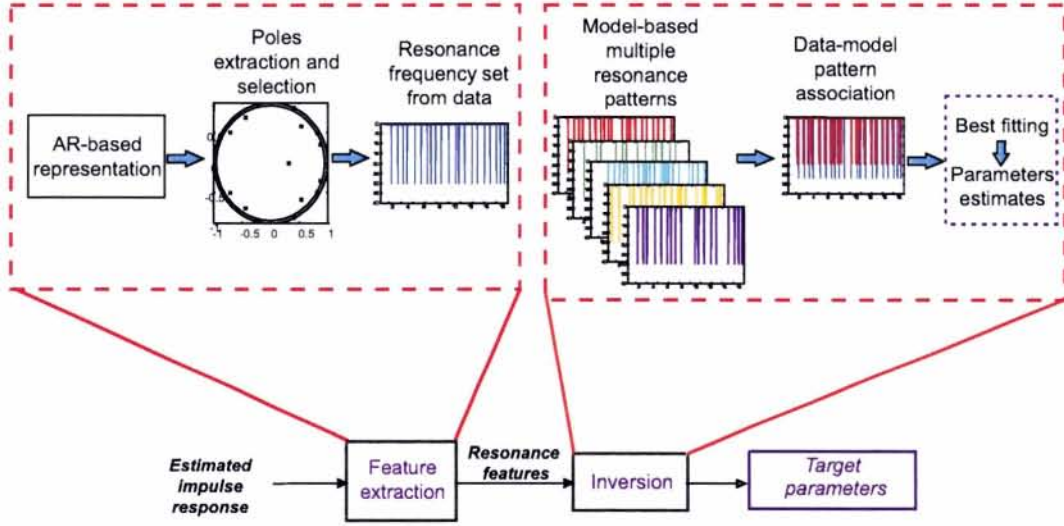 Poles
extraction and
selection
Resonance
frequency set
from data
AR-based
representation
-1
-0.5
0
0.5
1
Model-based
multiple
resonance
patterns
Data-model
pattern
association
Best fitting
Parameters
estimates
Estimated
impulse
response
Feature
extraction
Resonance
features
Inversion
Target
parameters